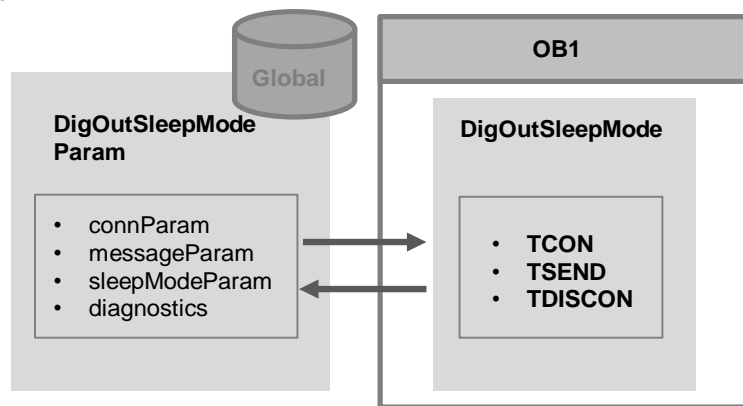 Global
OB1
DigOutSleepMode
Param
DigOutSleepMode
• connParam
• messageParam
• sleepModeParam
• diagnostics
• TCON
• TSEND
• TDISCON